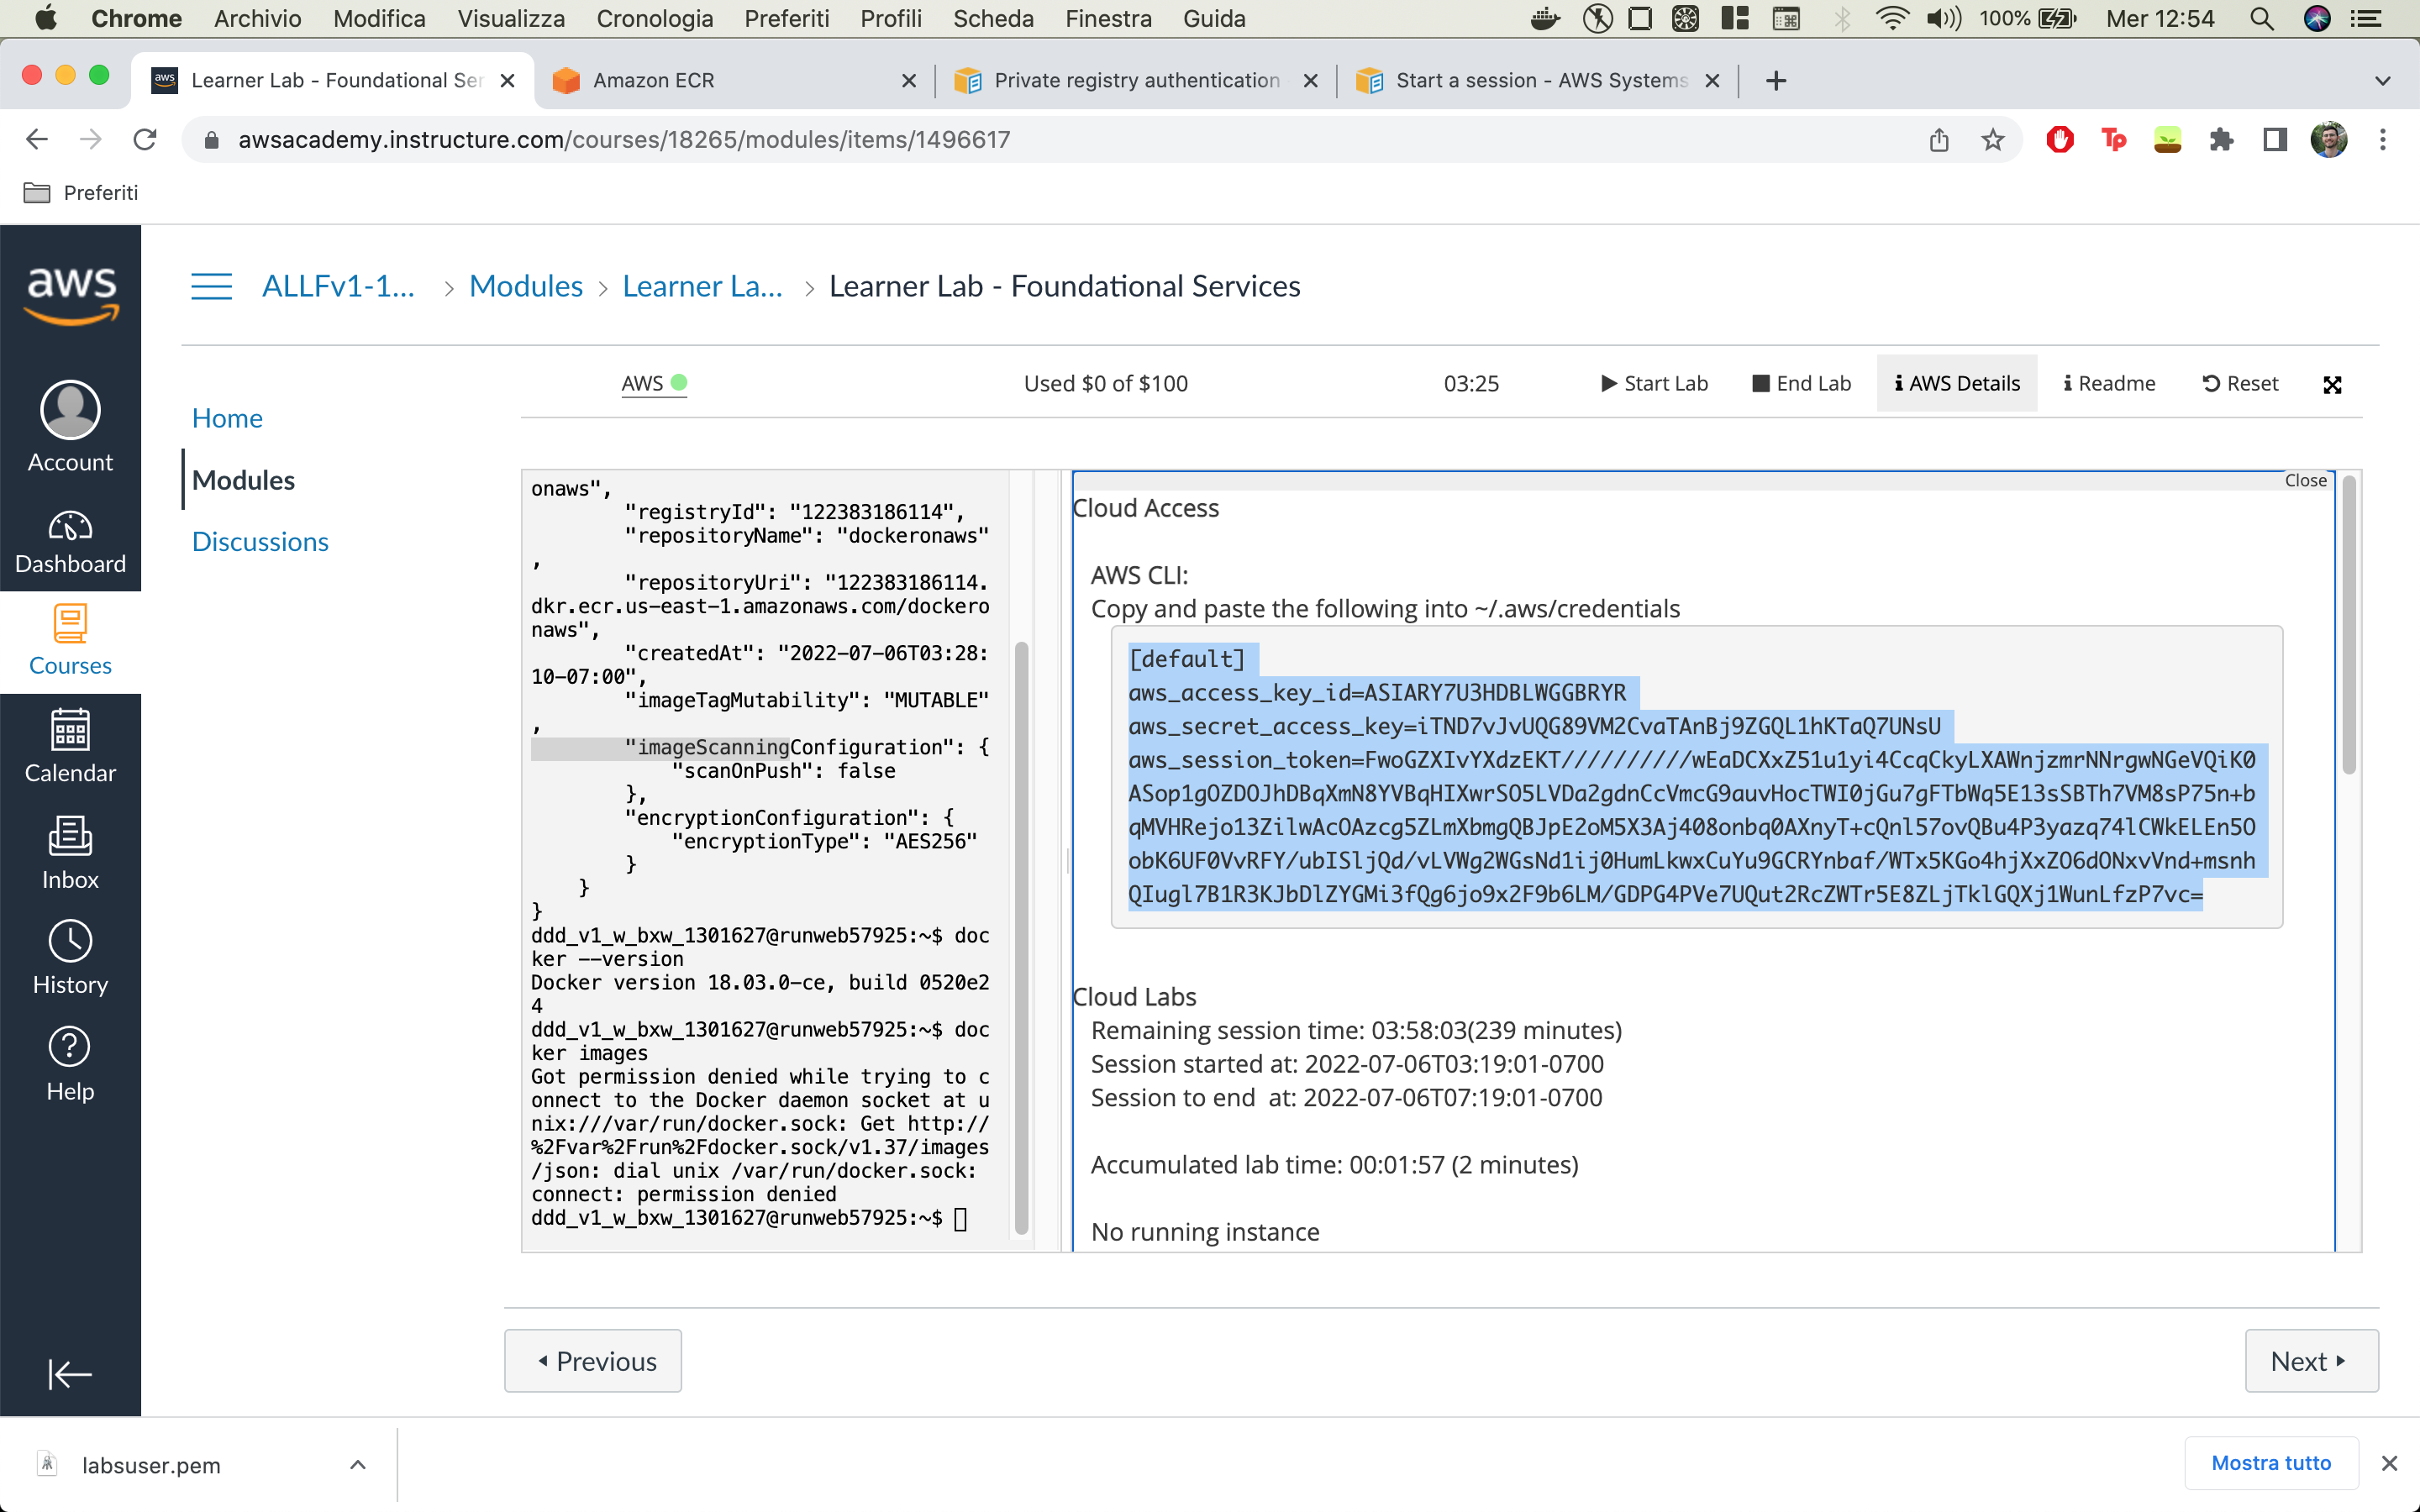 Chrome Archivio Modifica Visualizza Cronologia Preferiti Profili Scheda Finestra Guida 100% Mer 12:54
Learner Lab - Foundational Ser
Amazon ECR
Private registry authentication
Start a session - AWS Systems
awsacademy.instructure.com/courses/18265/modules/items/1496617
Preferiti
aws
Account
Dashboard
Courses
Calendar
Inbox
History
Help
ALLFv1-1... > Modules > Learner La... > Learner Lab - Foundational Services
Home
Modules
Discussions
AWS Used $0 of $100 03:25 Start Lab End Lab AWS Details Readme Reset
onaws",
"registryId": "122383186114",
"repositoryName": "dockeronaws"
,
"repositoryUri": "122383186114.
dkr.ecr.us-east-1.amazonaws.com/dockero
naws",
"createdAt": "2022-07-06T03:28:
10-07:00",
"imageTagMutability": "MUTABLE"
,
"imageScanningConfiguration": {
"scanOnPush": false
},
"encryptionConfiguration": {
"encryptionType": "AES256"
}
}
}
ddd_v1_w_bxw_1301627@runweb57925:~$ doc
ker --version
Docker version 18.03.0-ce, build 0520e2
4
ddd_v1_w_bxw_1301627@runweb57925:~$ doc
ker images
Got permission denied while trying to c
onnect to the Docker daemon socket at u
nix:///var/run/docker.sock: Get http://
%2Fvar%2Frun%2Fdocker.sock/v1.37/images
/json: dial unix /var/run/docker.sock:
connect: permission denied
ddd_v1_w_bxw_1301627@runweb57925:~$
Close
Cloud Access
AWS CLI:
Copy and paste the following into ~/.aws/credentials
[default]
aws_access_key_id=ASIARY7U3HDBLWGGBRYR
aws_secret_access_key=iTND7vJvUQG89VM2CvaTAnBj9ZGQL1hKTaQ7UNsU
aws_session_token=FwoGZXIvYXdzEKT//////////wEaDCXxZ51u1yi4CcqCkyLXAWnjzmrNNrgwNGeVQiK0
ASop1gOZDOJhDBqXmN8YVBqHIXwrSO5LVDa2gdnCcVmcG9auvHocTWI0jGu7gFTbWq5E13sSBTh7VM8sP75n+b
qMVHRejo13ZilwAcOAzcg5ZLmXbmgQBJpE2oM5X3Aj408onbq0AXnyT+cQnl57ovQBu4P3yazq74lCWkELEn5O
obK6UF0VvRFY/ubISljQd/vLVWg2WGsNd1ij0HumLkwxCuYu9GCRYnbaf/WTx5KGo4hjXxZO6dONxvVnd+msnh
QIugl7B1R3KJbDlZYGMi3fQg6jo9x2F9b6LM/GDPG4PVe7UQut2RcZWTr5E8ZLjTklGQXj1WunLfzP7vc=
Cloud Labs
Remaining session time: 03:58:03(239 minutes)
Session started at: 2022-07-06T03:19:01-0700
Session to end at: 2022-07-06T07:19:01-0700
Accumulated lab time: 00:01:57 (2 minutes)
No running instance
Previous
Next
labsuser.pem
Mostra tutto